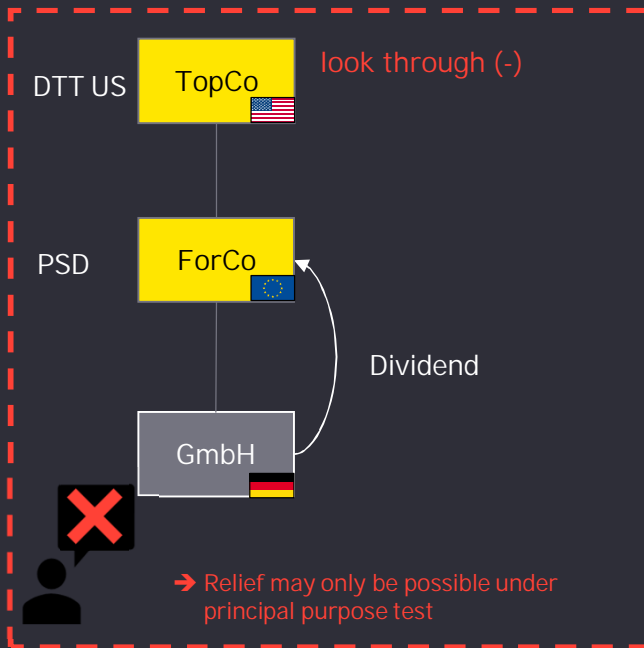 look through (-)
DTT US
TopCo
PSD
ForCo
Dividend
GmbH
➔ Relief may only be possible under
principal purpose test